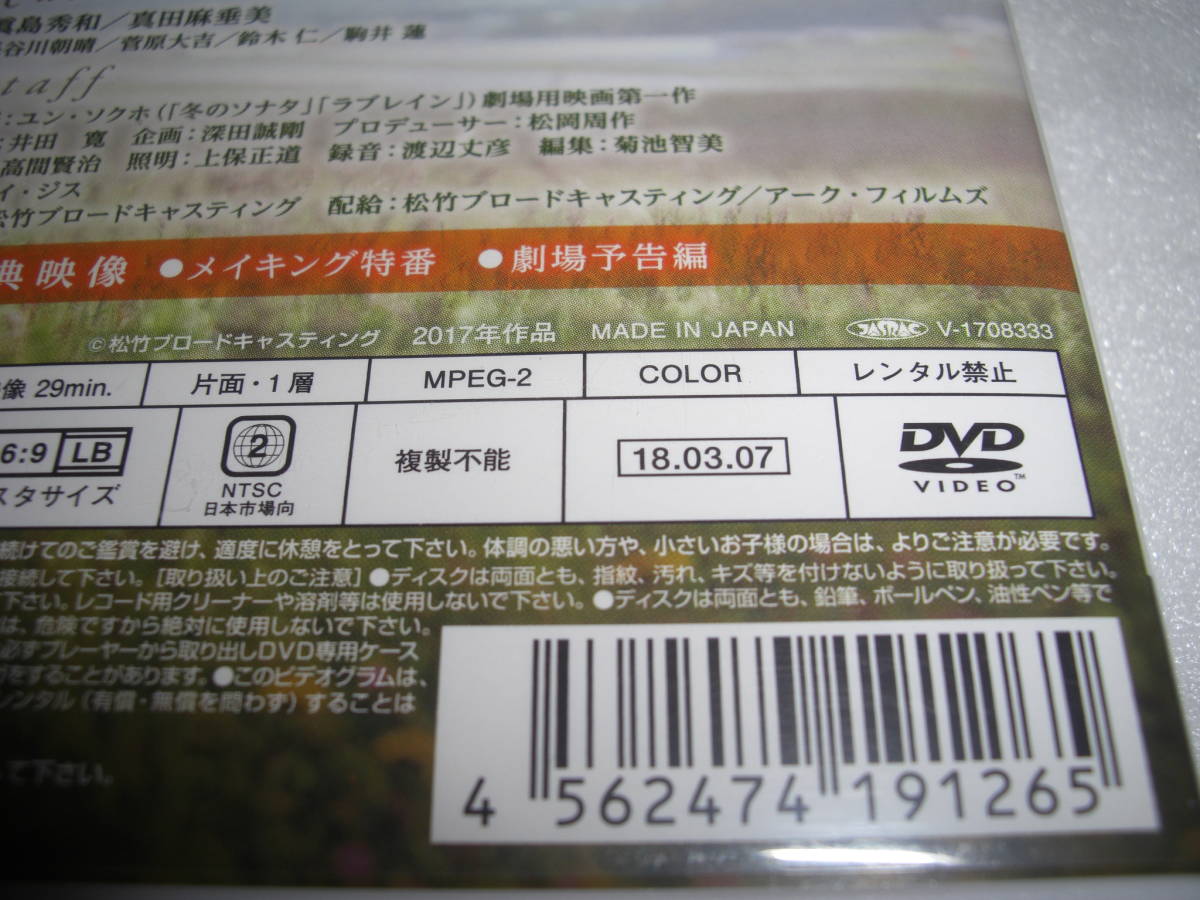 眞島秀和／真田麻垂美
谷川朝晴／菅原大吉／鈴木 仁／駒井 蓮
taff
：ユン・ソクホ（「冬のソナタ」「ラブレイン」）劇場用映画第一作
：井田 寛 企画：深田誠剛 プロデューサー：松岡周作
高間賢治 照明：上保正道 録音：渡辺丈彦 編集：菊池智美
イ・ジス
松竹ブロードキャスティング 配給：松竹ブロードキャスティング／アーク・フィルムズ
典映像 ●メイキング特番 ●劇場予告編
©松竹ブロードキャスティング 2017年作品 MADE IN JAPAN JASRAC V-1708333
像 29min. 片面・1層 MPEG-2 COLOR レンタル禁止
6:9 LB
スタサイズ
2
NTSC
日本市場向
複製不能
18.03.07
DVD
VIDEO™
続けてのご鑑賞を避け、適度に休憩をとって下さい。体調の悪い方や、小さいお子様の場合は、よりご注意が必要です。
接続して下さい。［取り扱い上のご注意］●ディスクは両面とも、指紋、汚れ、キズ等を付けないように取り扱って下さい。
下さい。レコード用クリーナーや溶剤等は使用しないで下さい。●ディスクは両面とも、鉛筆、ボールペン、油性ペン等で
は、危険ですから絶対に使用しないで下さい。
必ずプレーヤーから取り出しDVD専用ケース
をすることがあります。●このビデオグラムは、
レンタル（有償・無償を問わず）することは
て下さい。
4 562474 191265